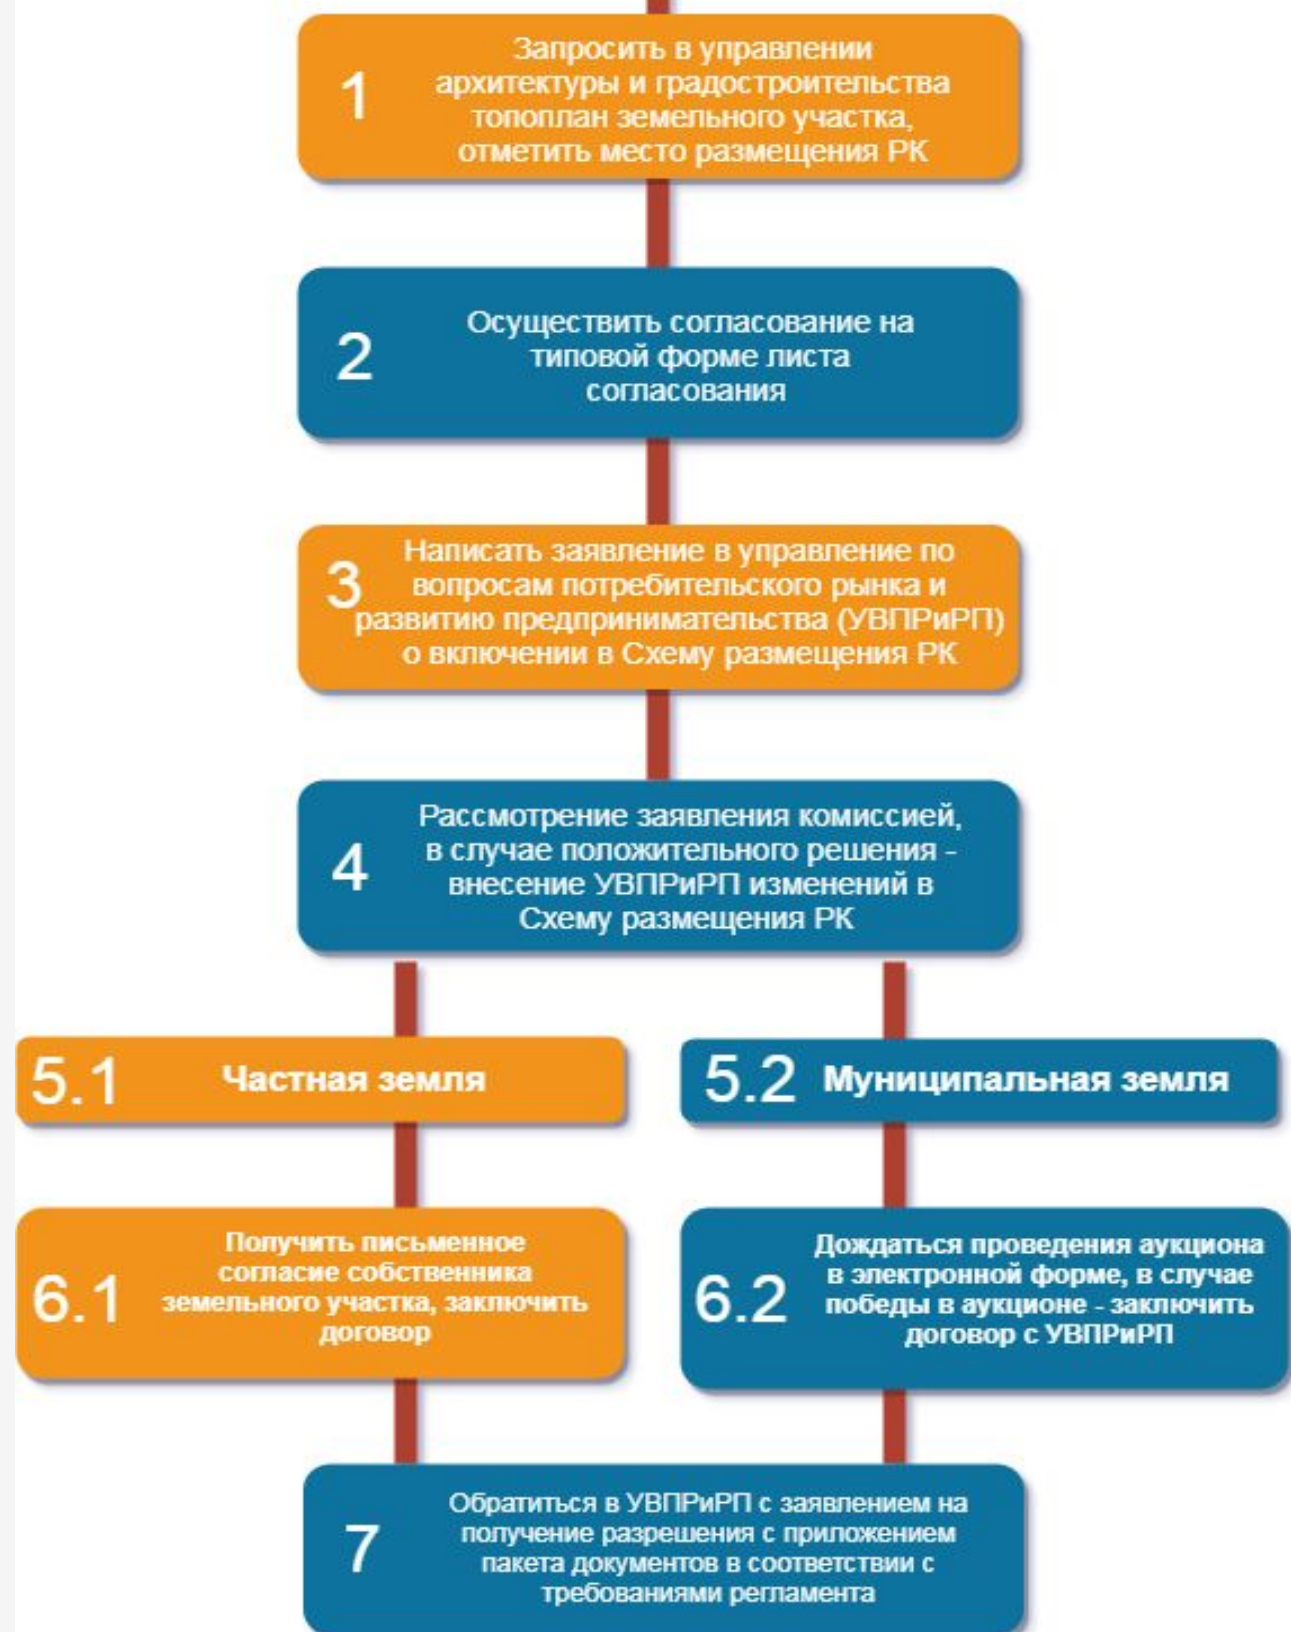 1
Запросить в управлении
архитектуры и градостроительства
топоплан земельного участка,
отметить место размещения РК
2
Осуществить согласование на
типовой форме листа
согласования
3
Написать заявление в управление по
вопросам потребительского рынка и
развитию предпринимательства (УВПРиРП)
о включении в Схему размещения РК
4
Рассмотрение заявления комиссией,
в случае положительного решения -
внесение УВПРиРП изменений в
Схему размещения РК
5.1 Частная земля
5.2 Муниципальная земля
6.1
Получить письменное
согласие собственника
земельного участка, заключить
договор
6.2
Дождаться проведения аукциона
в электронной форме, в случае
победы в аукционе - заключить
договор с УВПРиРП
7
Обратиться в УВПРиРП с заявлением на
получение разрешения с приложением
пакета документов в соответствии с
требованиями регламента